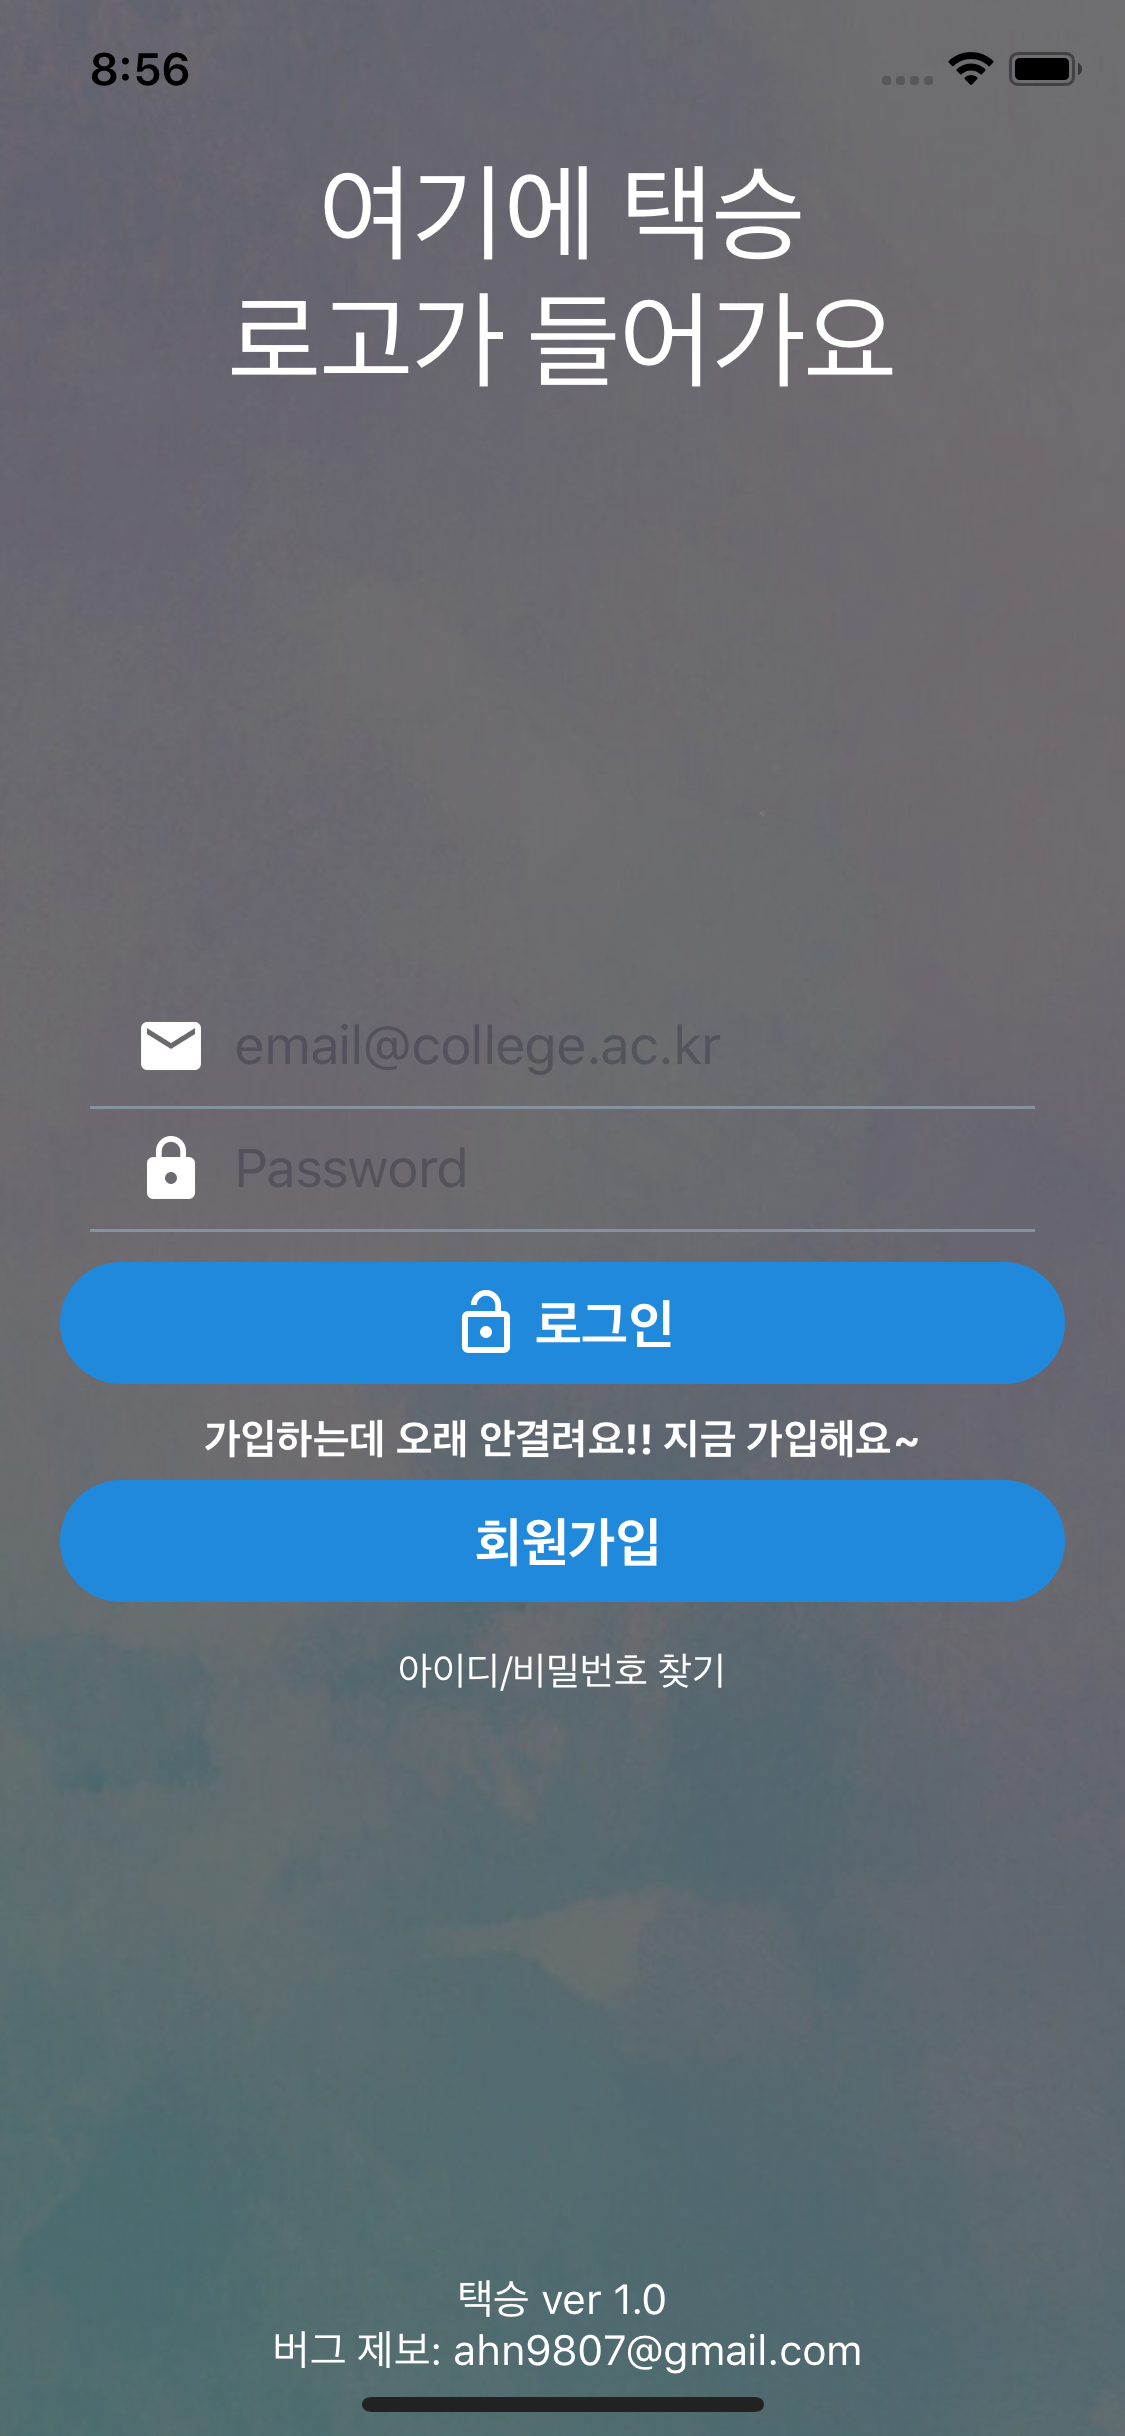 8:56
여기에 택승
로고가 들어가요
email@college.ac.kr
Password
로그인
가입하는데 오래 안결려요!! 지금 가입해요~
회원가입
아이디/비밀번호 찾기
택승 ver 1.0
버그 제보: ahn9807@gmail.com